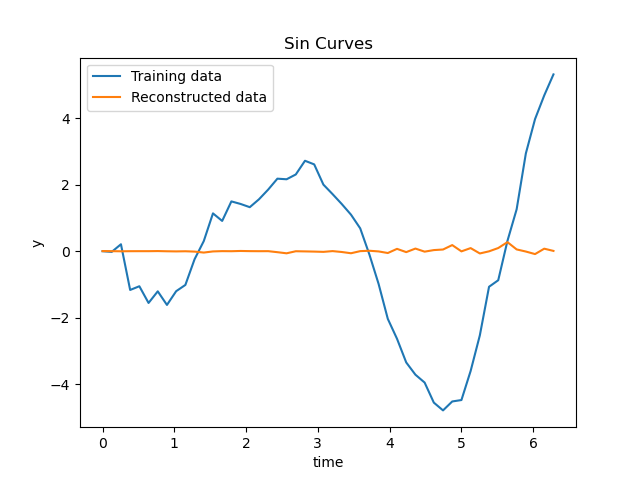 Sin Curves
Training data
Reconstructed data
4
2
0
−2
−4
y
0 1 2 3 4 5 6
time